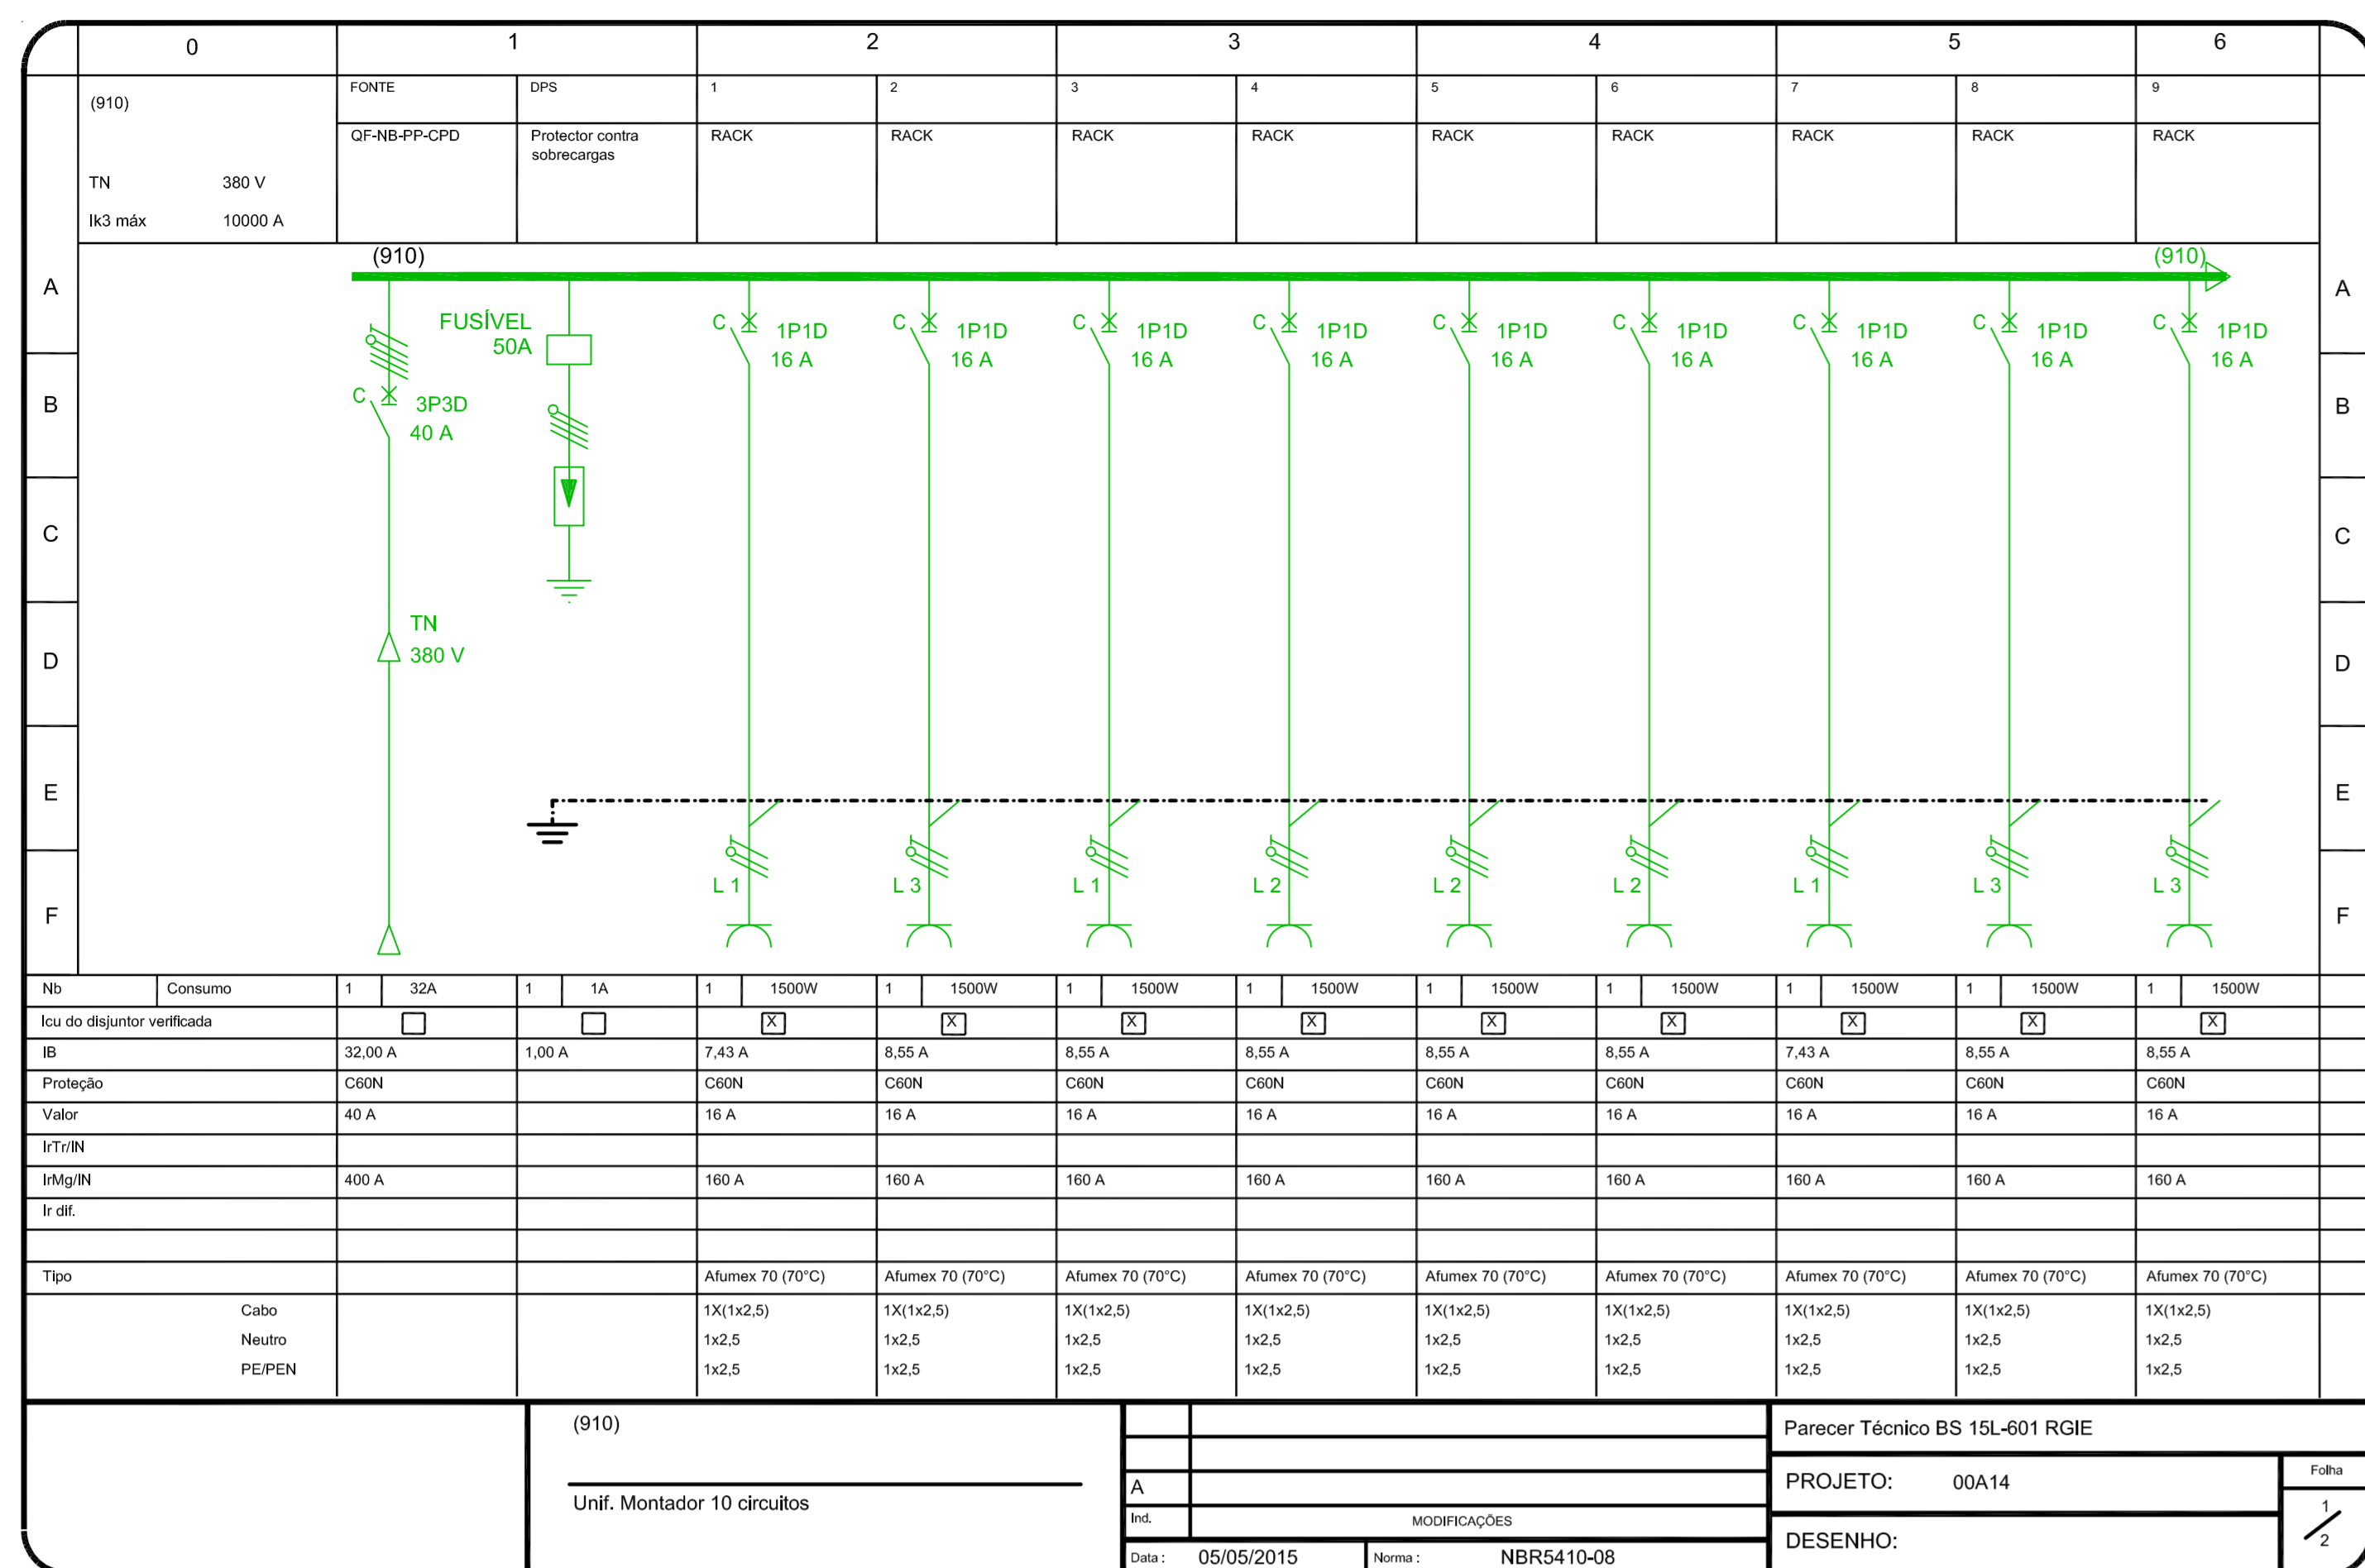 0 1 2 3 4 5 6
FONTE DPS 1 2 3 4 5 6 7 8 9
(910)
QF-NB-PP-CPD Protector contra RACK RACK RACK RACK RACK RACK RACK RACK RACK
sobrecargas
TN 380 V
Ik3 máx 10000 A
(910) (910)
A A
FUSÍVEL C 1P1D C 1P1D C 1P1D C 1P1D C 1P1D C 1P1D C 1P1D C 1P1D C 1P1D
50A 16 A 16 A 16 A 16 A 16 A 16 A 16 A 16 A 16 A
B C 3P3D B
40 A
C C
TN
D 380 V D
E E
L 1 L 3 L 1 L 2 L 2 L 2 L 1 L 3 L 3
F F
Nb Consumo 1 32A 1 1A 1 1500W 1 1500W 1 1500W 1 1500W 1 1500W 1 1500W 1 1500W 1 1500W 1 1500W
Icu do disjuntor verificada X X X X X X X X X
IB 32,00 A 1,00 A 7,43 A 8,55 A 8,55 A 8,55 A 8,55 A 8,55 A 7,43 A 8,55 A 8,55 A
Proteção C60N C60N C60N C60N C60N C60N C60N C60N C60N C60N
Valor 40 A 16 A 16 A 16 A 16 A 16 A 16 A 16 A 16 A 16 A
IrTr/IN
IrMg/IN 400 A 160 A 160 A 160 A 160 A 160 A 160 A 160 A 160 A 160 A
Ir dif.
Tipo Afumex 70 (70°C) Afumex 70 (70°C) Afumex 70 (70°C) Afumex 70 (70°C) Afumex 70 (70°C) Afumex 70 (70°C) Afumex 70 (70°C) Afumex 70 (70°C) Afumex 70 (70°C)
Cabo 1X(1x2,5) 1X(1x2,5) 1X(1x2,5) 1X(1x2,5) 1X(1x2,5) 1X(1x2,5) 1X(1x2,5) 1X(1x2,5) 1X(1x2,5)
Neutro 1x2,5 1x2,5 1x2,5 1x2,5 1x2,5 1x2,5 1x2,5 1x2,5 1x2,5
PE/PEN 1x2,5 1x2,5 1x2,5 1x2,5 1x2,5 1x2,5 1x2,5 1x2,5 1x2,5
(910)
Unif. Montador 10 circuitos
A
Ind. MODIFICAÇÕES
Data : 05/05/2015 Norma : NBR5410-08
Parecer Técnico BS 15L-601 RGIE
PROJETO: 00A14
DESENHO:
Folha
1/2